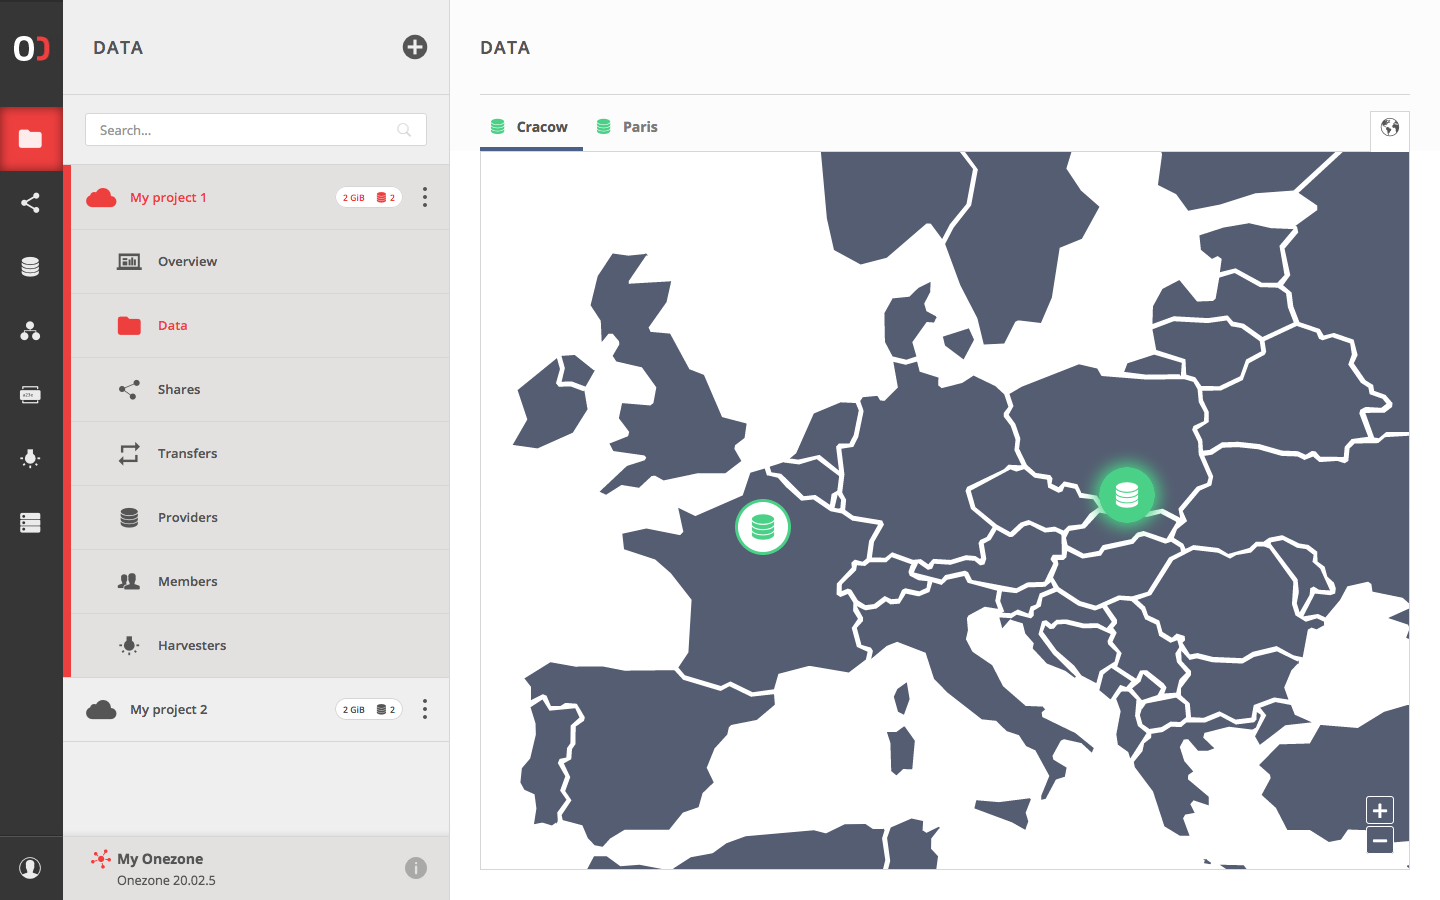 DATA
Search...
My project 1
2 GiB 2
Overview
Data
Shares
Transfers
Providers
Members
Harvesters
My project 2
2 GiB 2
My Onezone
Onezone 20.02.5
DATA
Cracow Paris